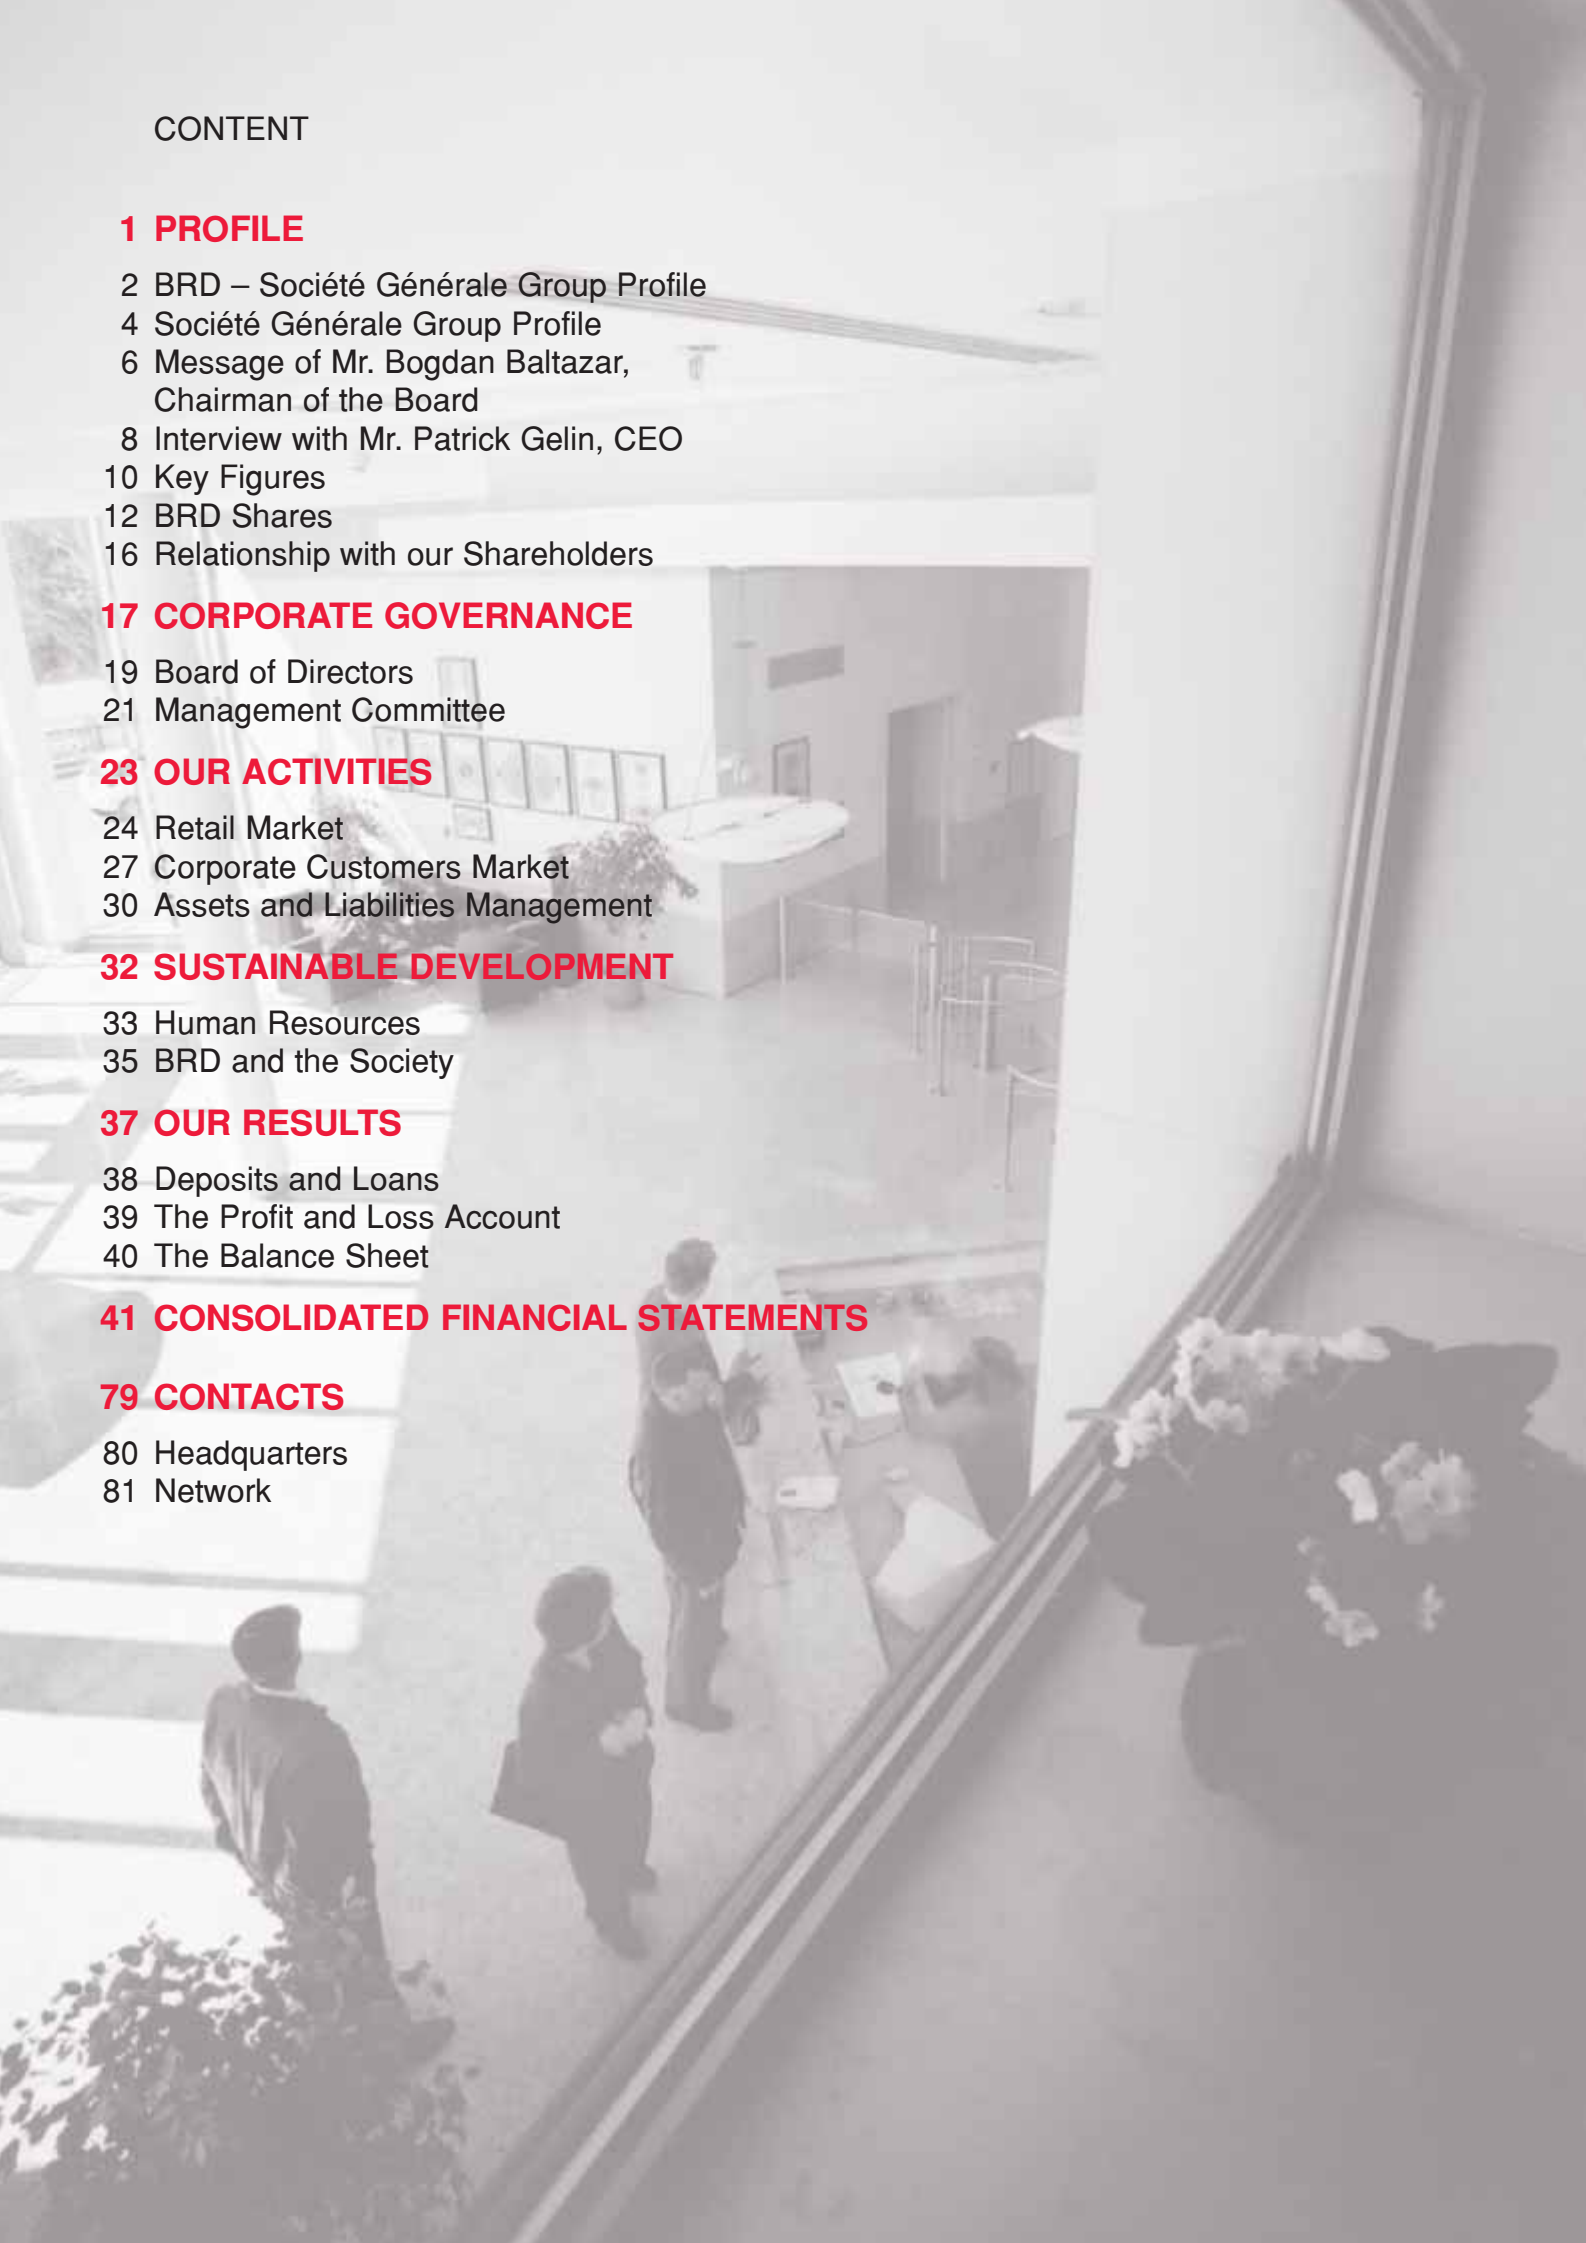 CONTENT
1 PROFILE
2 BRD – Société Générale Group Profile
4 Société Générale Group Profile
6 Message of Mr. Bogdan Baltazar,
Chairman of the Board
8 Interview with Mr. Patrick Gelin, CEO
10 Key Figures
12 BRD Shares
16 Relationship with our Shareholders
17 CORPORATE GOVERNANCE
19 Board of Directors
21 Management Committee
23 OUR ACTIVITIES
24 Retail Market
27 Corporate Customers Market
30 Assets and Liabilities Management
32 SUSTAINABLE DEVELOPMENT
33 Human Resources
35 BRD and the Society
37 OUR RESULTS
38 Deposits and Loans
39 The Profit and Loss Account
40 The Balance Sheet
41 CONSOLIDATED FINANCIAL STATEMENTS
79 CONTACTS
80 Headquarters
81 Network